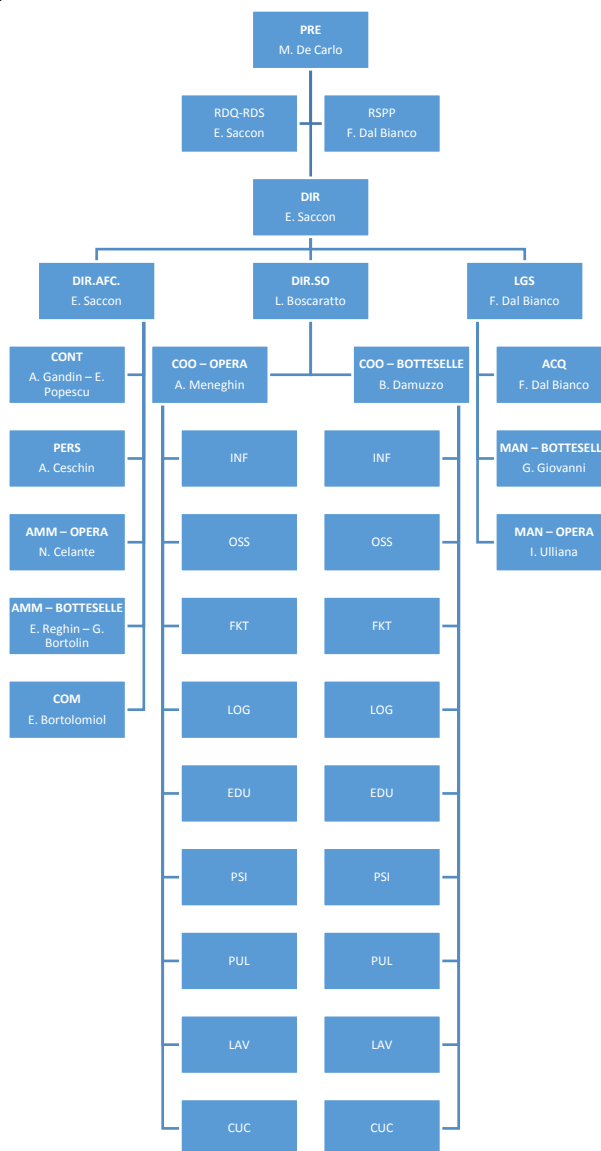 PRE
M. De Carlo
RDQ-RDS
E. Saccon
RSPP
F. Dal Bianco
DIR
E. Saccon
DIR.AFC.
E. Saccon
DIR.SO
L. Boscaratto
LGS
F. Dal Bianco
CONT
A. Gandin – E.
Popescu
COO – OPERA
A. Meneghin
COO – BOTTESELLE
B. Damuzzo
ACQ
F. Dal Bianco
PERS
A. Ceschin
INF
INF
MAN – BOTTESELL
G. Giovanni
AMM – OPERA
N. Celante
OSS
OSS
MAN – OPERA
I. Ulliana
AMM – BOTTESELLE
E. Reghin – G.
Bortolin
FKT
FKT
COM
E. Bortolomiol
LOG
LOG
EDU
EDU
PSI
PSI
PUL
PUL
LAV
LAV
CUC
CUC